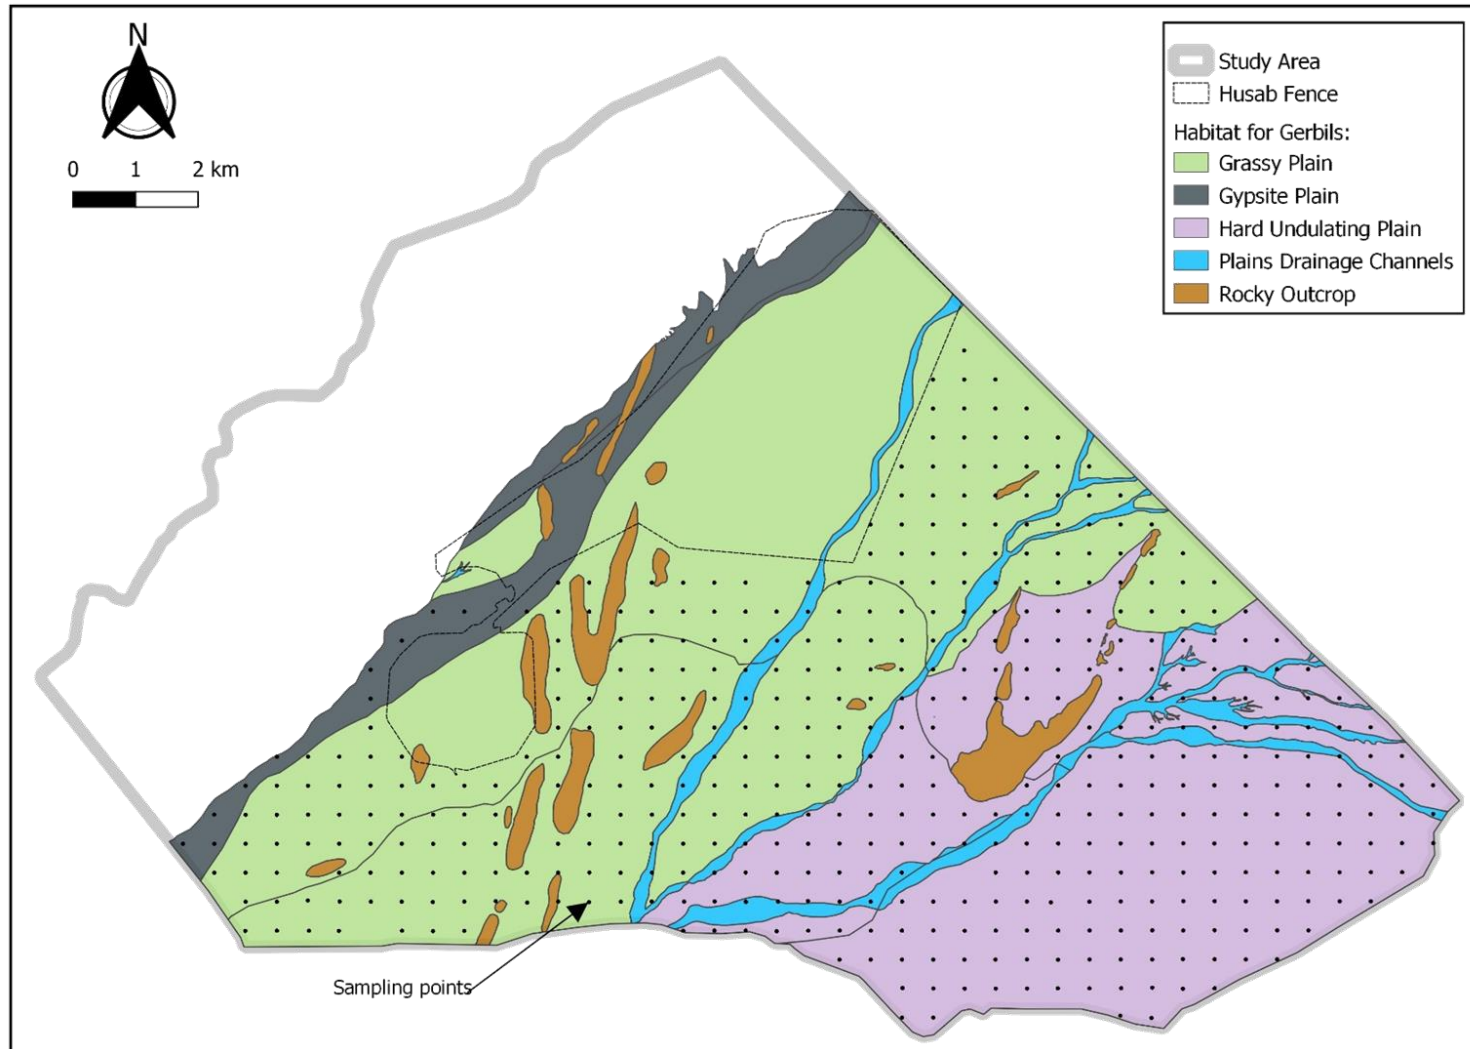 N
0 1 2 km
Study Area
Husab Fence
Habitat for Gerbils:
Grassy Plain
Gypsite Plain
Hard Undulating Plain
Plains Drainage Channels
Rocky Outcrop
Sampling points